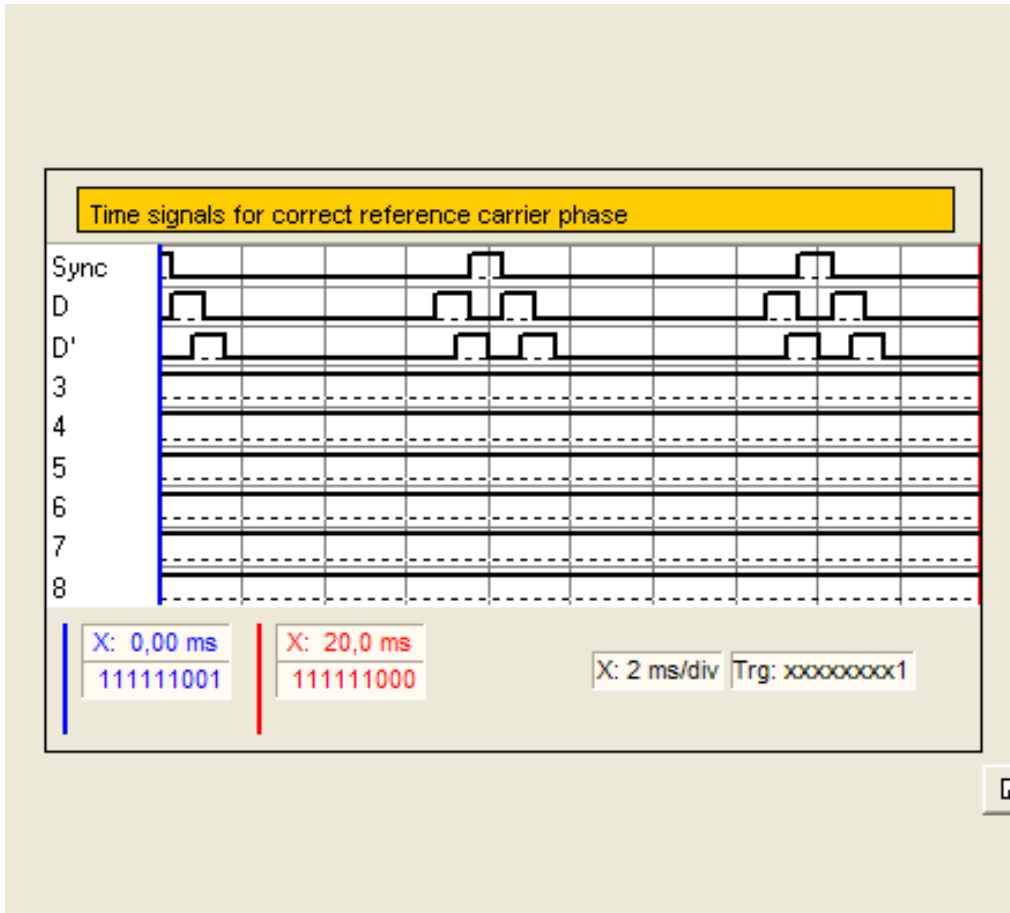 Time signals for correct reference carrier phase
Sync
D
D'
3
4
5
6
7
8
X: 0,00 ms
111111001
X: 20,0 ms
111111000
X: 2 ms/div
Trg: xxxxxxxx1